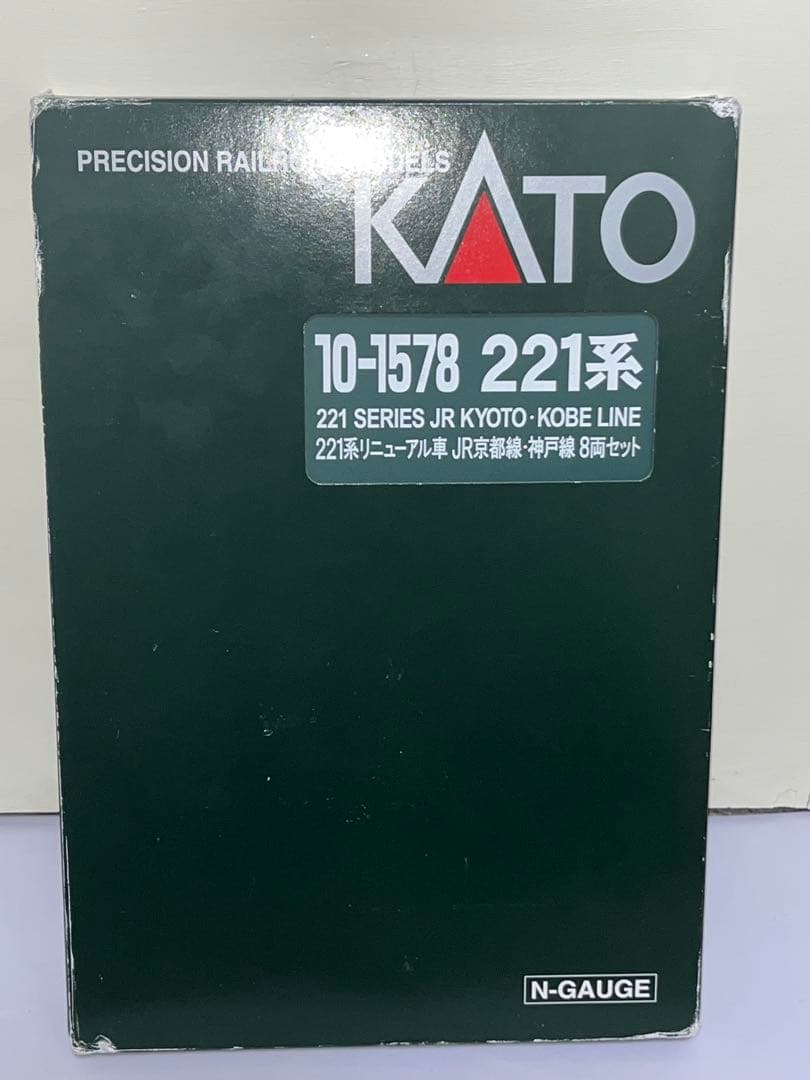 PRECISION RAILROAD MODELS
KATO
10-1578 221系
221 SERIES JR KYOTO・KOBE LINE
221系リニューアル車 JR京都線・神戸線 8両セット
N-GAUGE